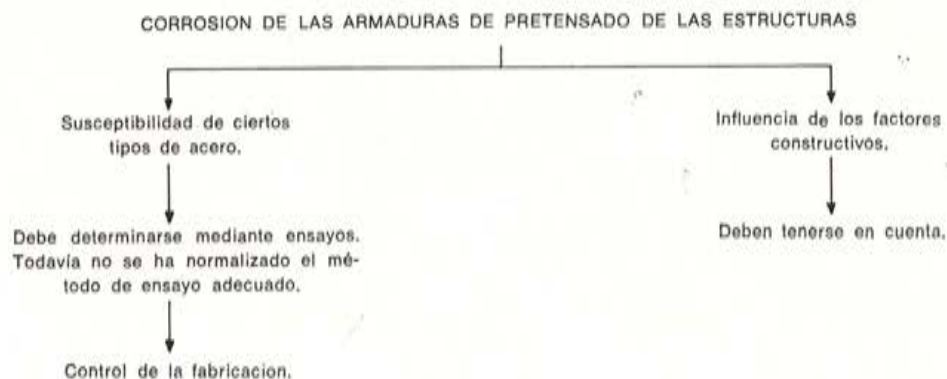 CORROSION DE LAS ARMADURAS DE PRETENSADO DE LAS ESTRUCTURAS
Susceptibilidad de ciertos
tipos de acero.
Influencia de los factores
constructivos.
Debe determinarse mediante ensayos.
Todavía no se ha normalizado el mé-
todo de ensayo adecuado.
Deben tenerse en cuenta.
Control de la fabricacion.